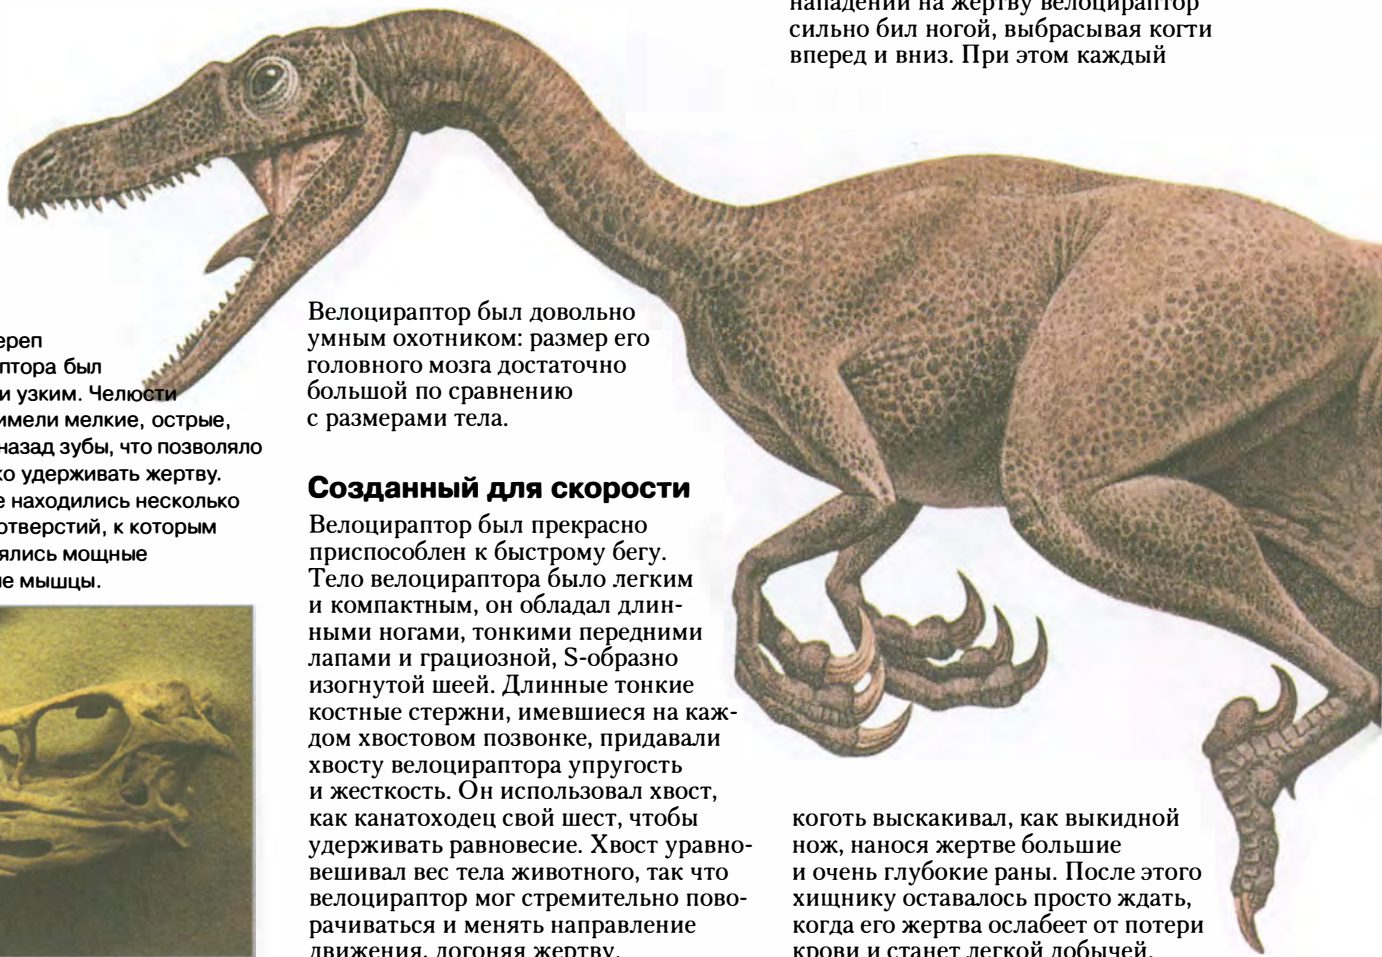 ереп
птора был
и узким. Челюсти
имели мелкие, острые,
назад зубы, что позволяло
ко удерживать жертву.
е находились несколько
отверстий, к которым
ялись мощные
ые мышцы.
Велоцираптор был довольно
умным охотником: размер его
головного мозга достаточно
большой по сравнению
с размерами тела.
Созданный для скорости
Велоцираптор был прекрасно
приспособлен к быстрому бегу.
Тело велоцираптора было легким
и компактным, он обладал длин-
ными ногами, тонкими передними
лапами и грациозной, S-образно
изогнутой шеей. Длинные тонкие
костные стержни, имевшиеся на каж-
дом хвостовом позвонке, придавали
хвосту велоцираптора упругость
и жесткость. Он использовал хвост,
как канатоходец свой шест, чтобы
удерживать равновесие. Хвост уравно-
вешивал вес тела животного, так что
велоцираптор мог стремительно пово-
рачиваться и менять направление
движения, догоняя жертву.
нападении на жертву велоцираптор
сильно бил ногой, выбрасывая когти
вперед и вниз. При этом каждый
коготь выскакивал, как выкидной
нож, нанося жертве большие
и очень глубокие раны. После этого
хищнику оставалось просто ждать,
когда его жертва ослабеет от потери
крови и станет легкой добычей.